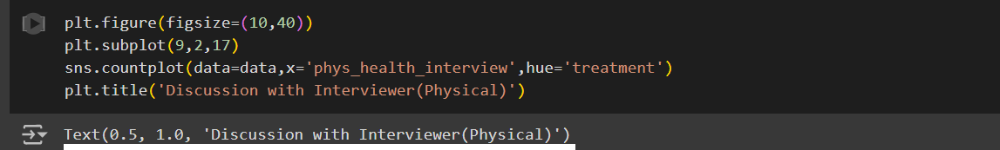 plt.figure(figsize=(10,40))
plt.subplot(9,2,17)
sns.countplot(data=data,x='phys_health_interview',hue='treatment')
plt.title('Discussion with Interviewer(Physical)')
Text(0.5, 1.0, 'Discussion with Interviewer(Physical)')